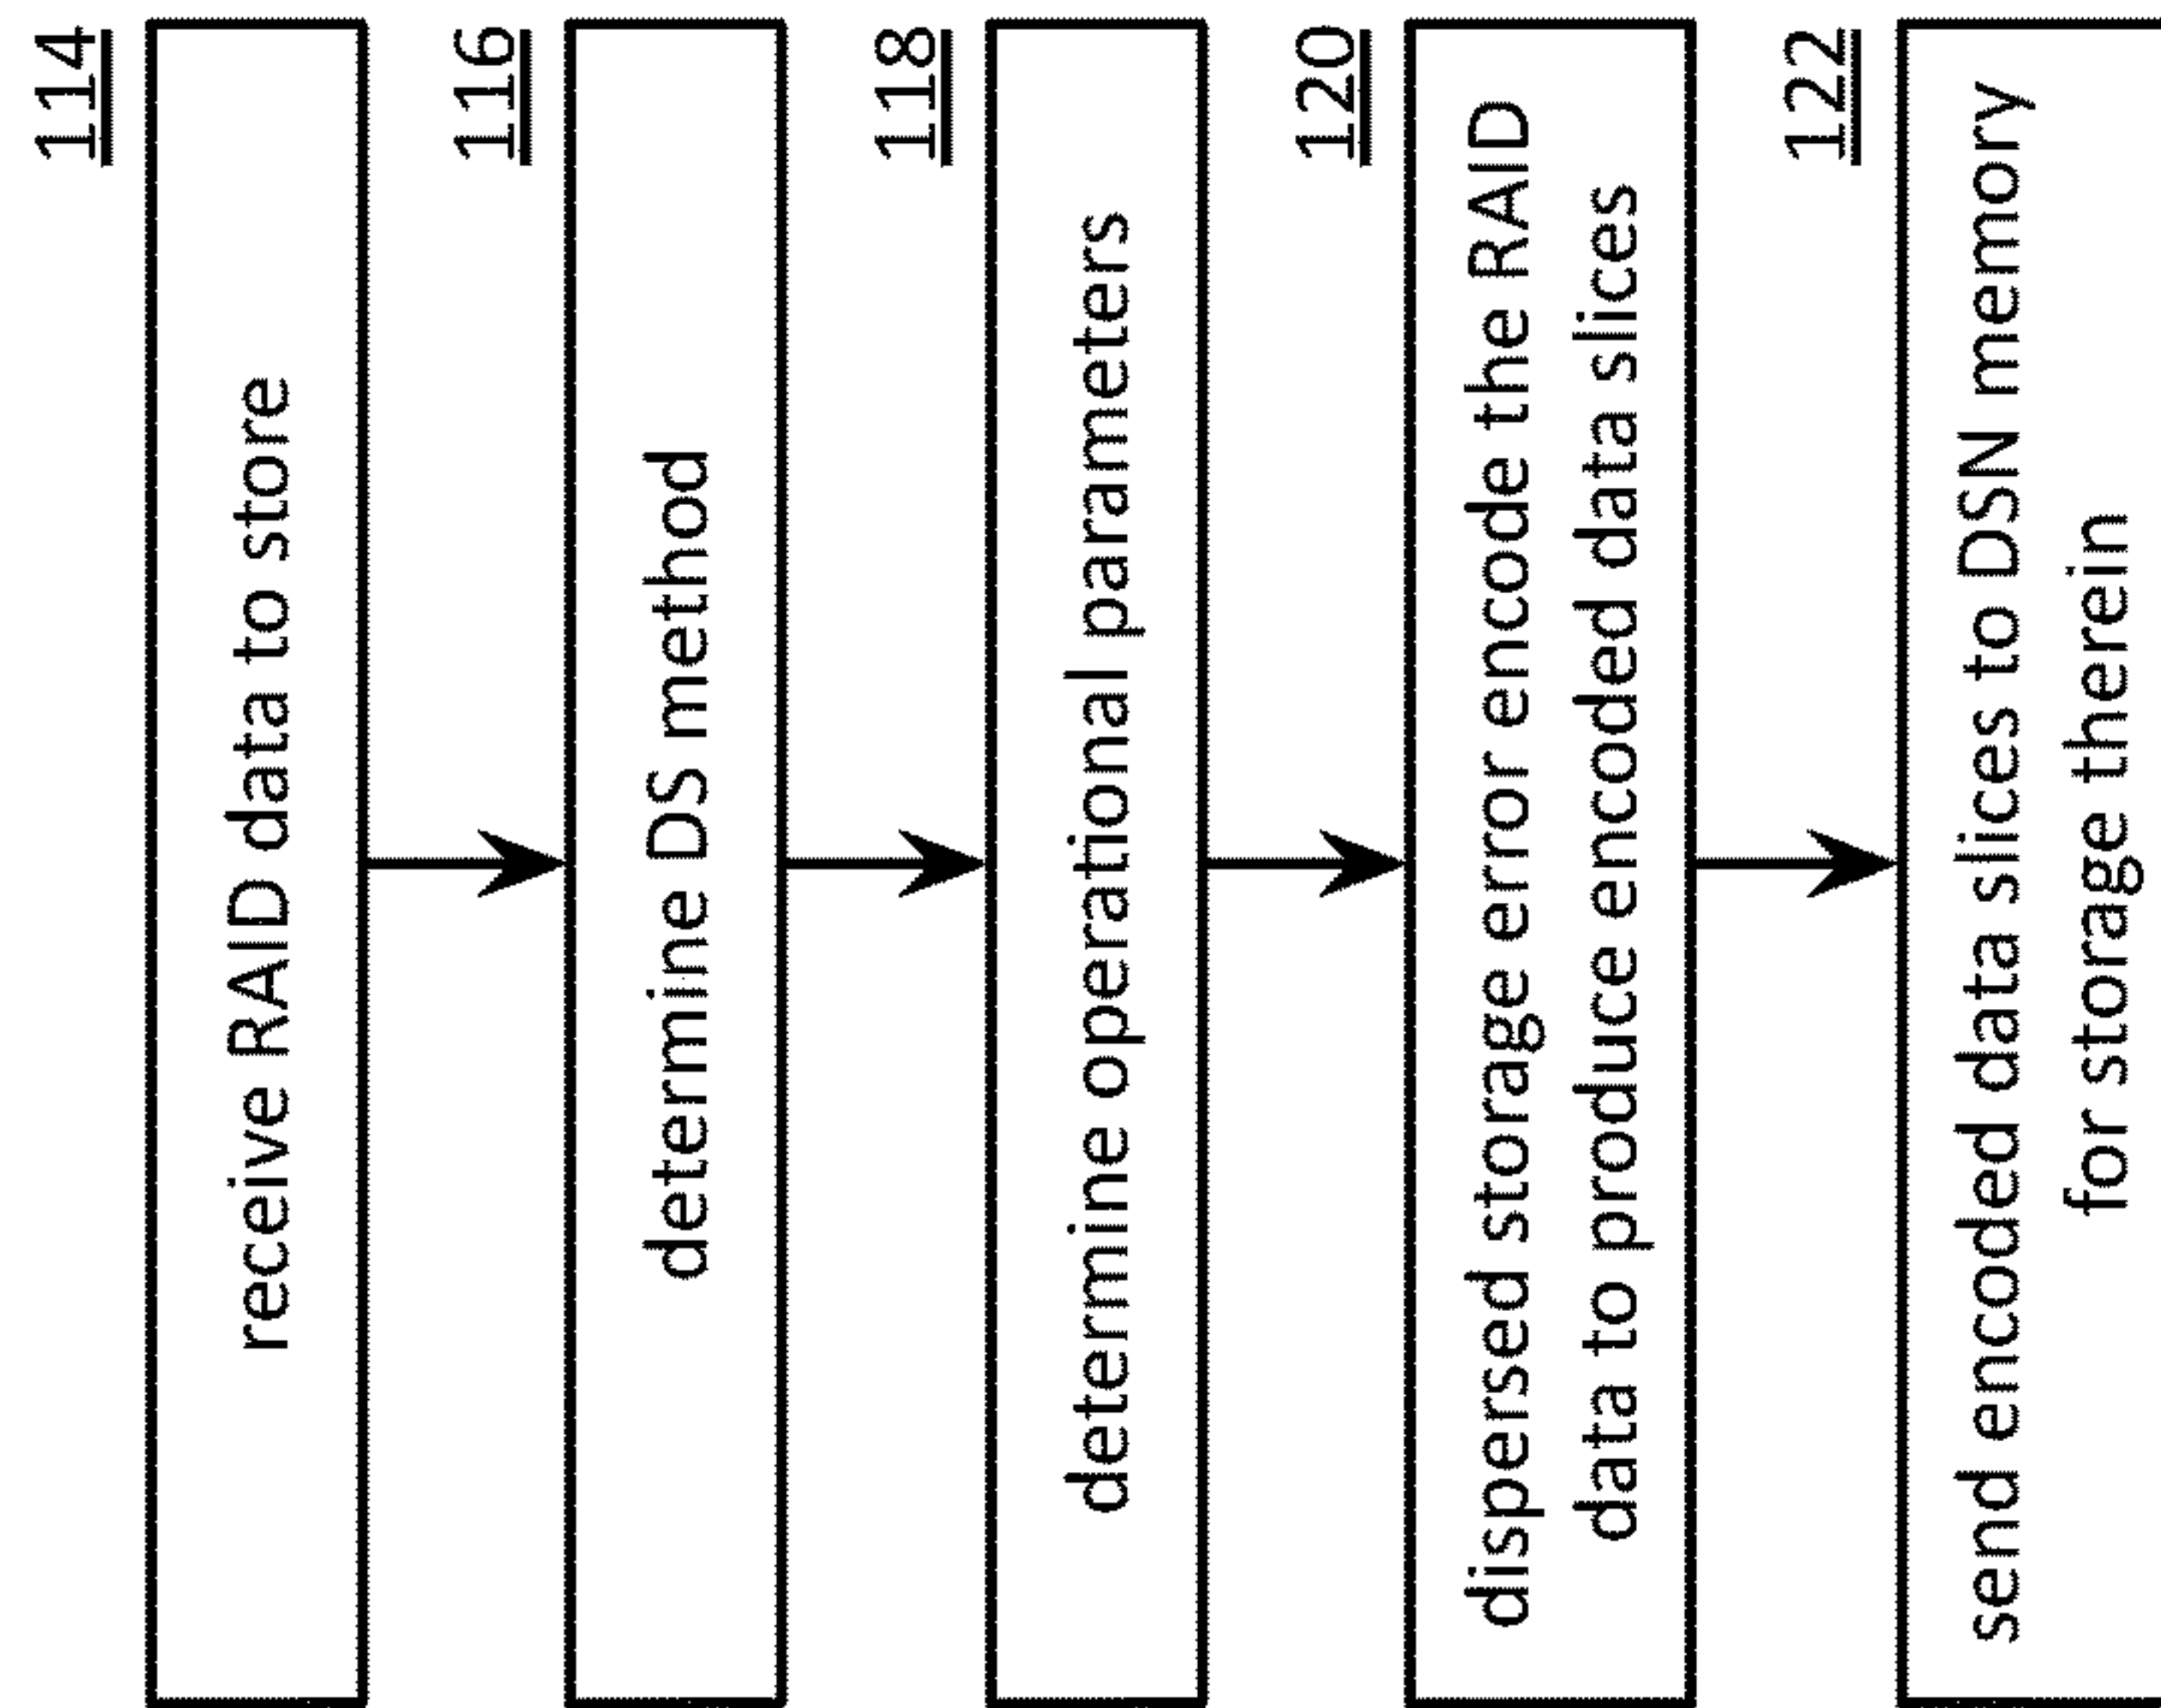 114
receive RAID data to store
116
determine DS method
118
determine operational parameters
120
dispersed storage error encode the RAID
data to produce encoded data slices
122
send encoded data slices to DSN memory
for storage therein